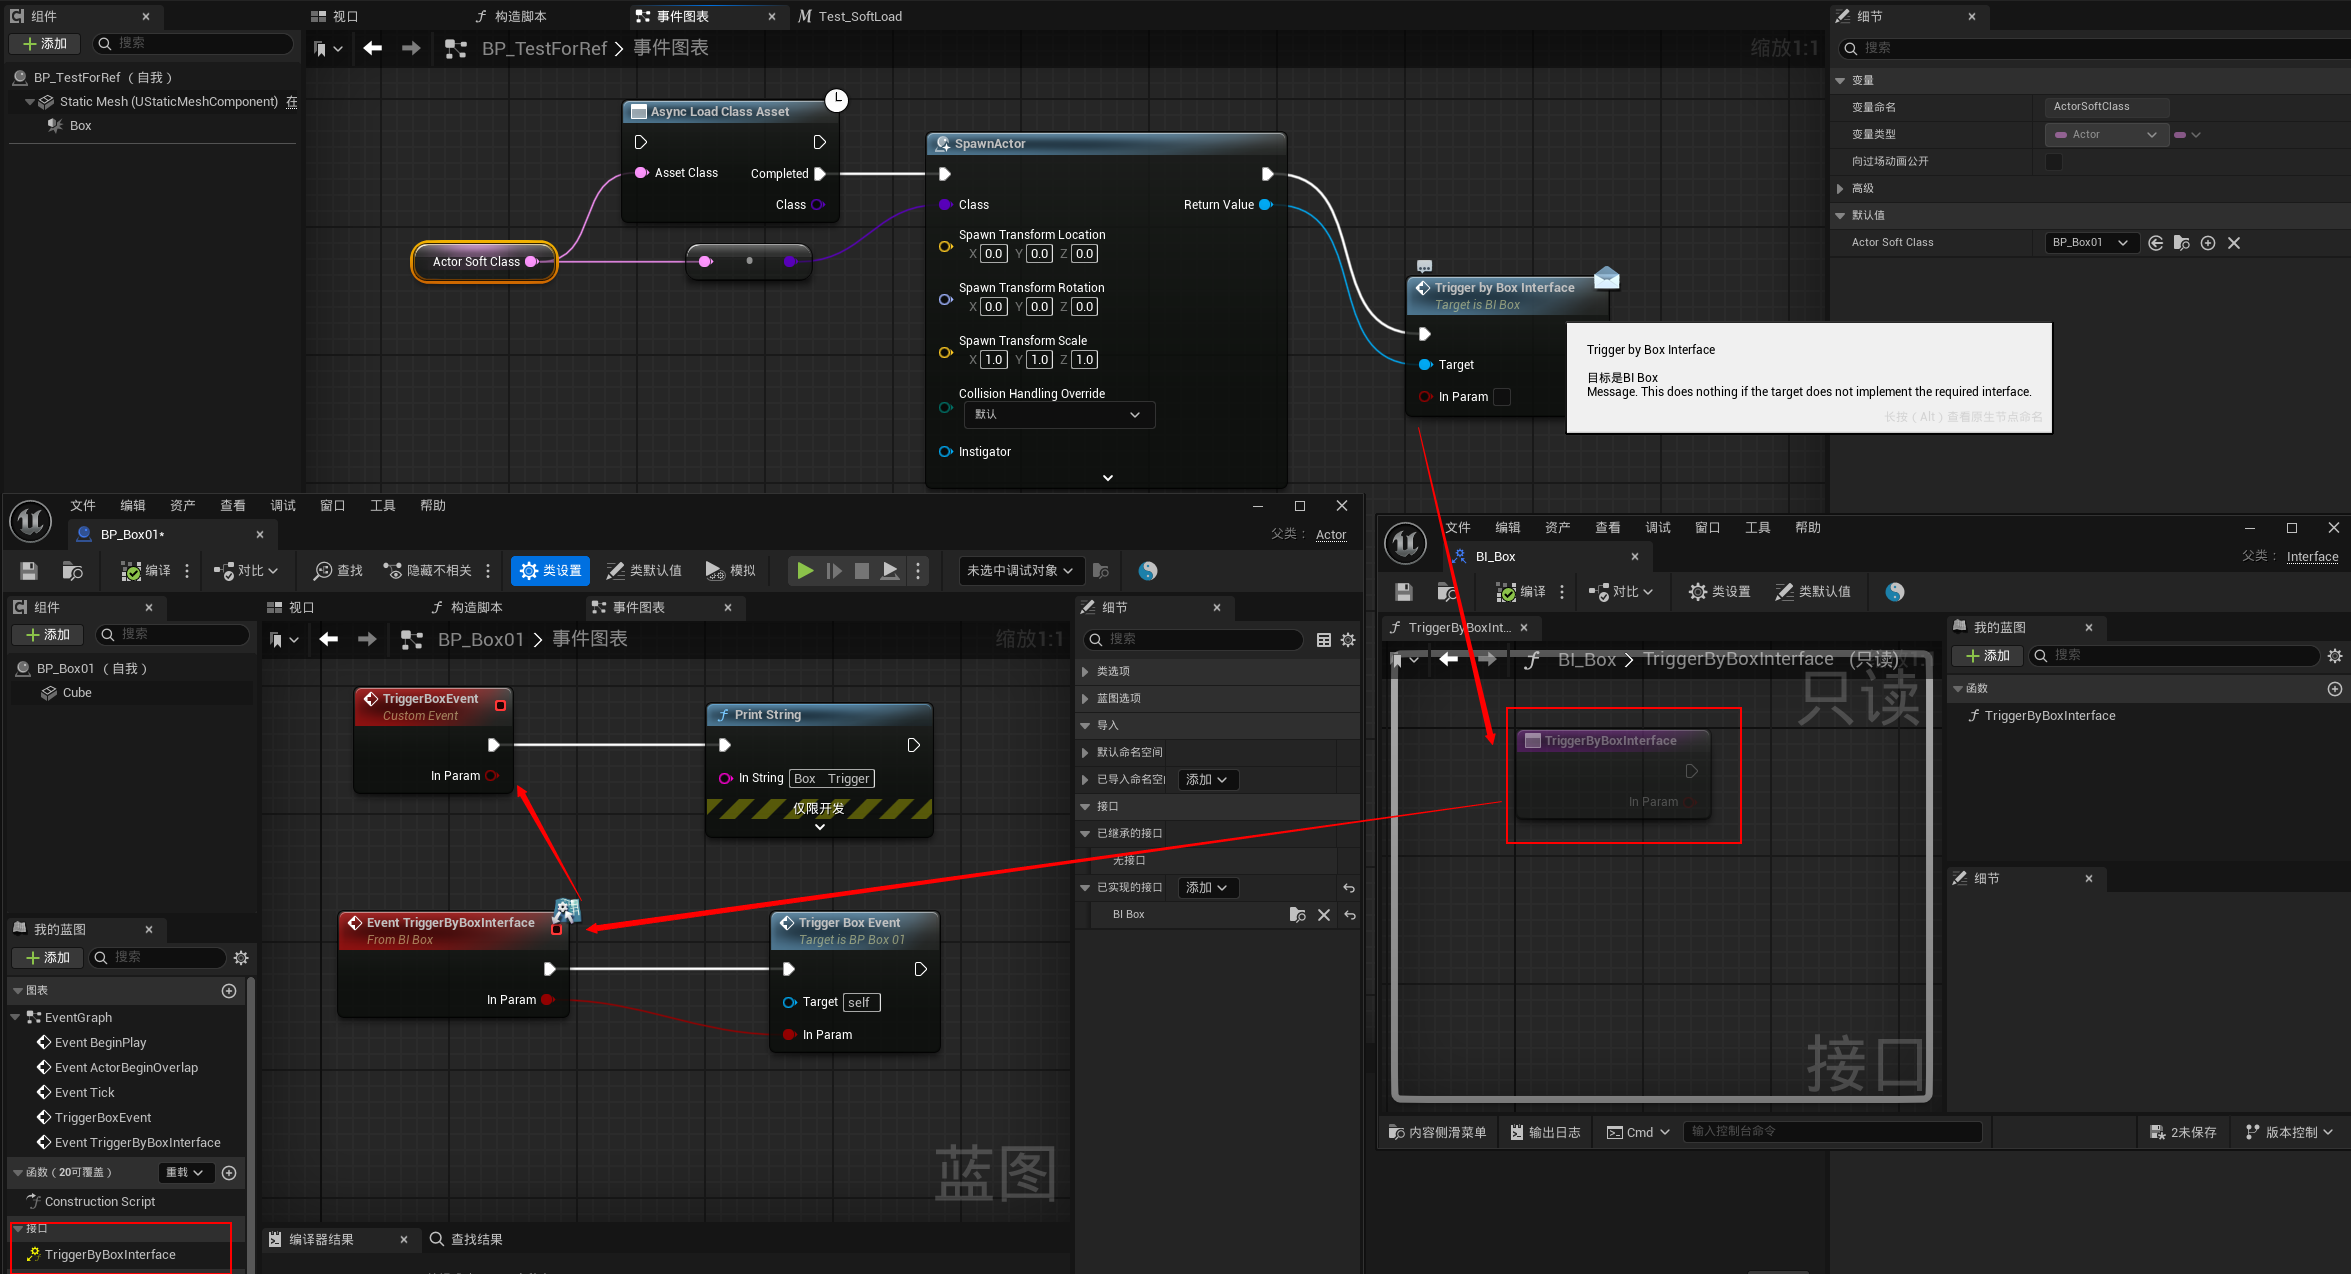 组件
视口
构造脚本
事件图表
Test_SoftLoad
细节
添加
搜索
BP_TestForRef
事件图表
缩放1:1
搜索
BP_TestForRef （自我）
Static Mesh (UStaticMeshComponent) 在
Box
变量
变量命名
ActorSoftClass
变量类型
Actor
向过场动画公开
高级
默认值
Actor Soft Class
BP_Box01
Async Load Class Asset
Asset Class
Completed
Class
Actor Soft Class
SpawnActor
Class
Return Value
Spawn Transform Location
X 0.0 Y 0.0 Z 0.0
Spawn Transform Rotation
X 0.0 Y 0.0 Z 0.0
Spawn Transform Scale
X 1.0 Y 1.0 Z 1.0
Collision Handling Override
默认
Instigator
Trigger by Box Interface
Target is BI Box
Target
In Param
Trigger by Box Interface
目标是BI Box
Message. This does nothing if the target does not implement the required interface.
长按（Alt）查看原生节点命名
文件 编辑 资产 查看 调试 窗口 工具 帮助
BP_Box01*
父类： Actor
编译
对比
查找
隐藏不相关
类设置
类默认值
模拟
未选中调试对象
组件
视口
构造脚本
事件图表
细节
添加
搜索
BP_Box01
事件图表
缩放1:1
搜索
BP_Box01 （自我）
Cube
类选项
蓝图选项
导入
默认命名空间
已导入命名空间
添加
接口
已继承的接口
无接口
已实现的接口
添加
BI Box
TriggerBoxEvent
Custom Event
In Param
Print String
In String Box Trigger
仅限开发
Event TriggerByBoxInterface
From BI Box
In Param
Trigger Box Event
Target is BP Box 01
Target self
In Param
蓝图
我的蓝图
添加
搜索
图表
EventGraph
Event BeginPlay
Event ActorBeginOverlap
Event Tick
TriggerBoxEvent
Event TriggerByBoxInterface
函数（20可覆盖）
重载
Construction Script
接口
TriggerByBoxInterface
编译器结果
查找结果
文件 编辑 资产 查看 调试 窗口 工具 帮助
BI_Box
父类： Interface
编译
对比
类设置
类默认值
TriggerByBoxInt...
我的蓝图
BI_Box
TriggerByBoxInterface （只读）
添加
搜索
只读
函数
TriggerByBoxInterface
TriggerByBoxInterface
In Param
细节
接口
内容侧滑菜单
输出日志
Cmd
输入控制台命令
2未保存
版本控制